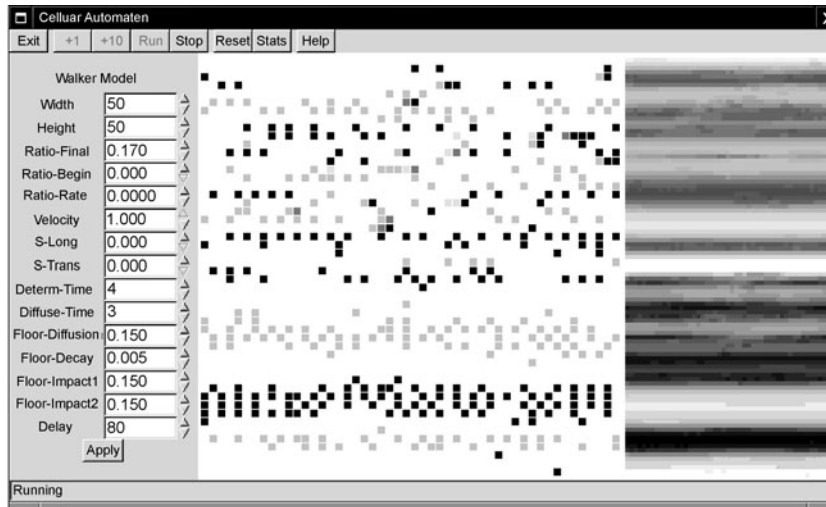 Celluar Automaten
Exit +1 +10 Run Stop Reset Stats Help
Walker Model
Width 50
Height 50
Ratio-Final 0.170
Ratio-Begin 0.000
Ratio-Rate 0.0000
Velocity 1.000
S-Long 0.000
S-Trans 0.000
Determ-Time 4
Diffuse-Time 3
Floor-Diffusion 0.150
Floor-Decay 0.005
Floor-Impact1 0.150
Floor-Impact2 0.150
Delay 80
Apply
Running